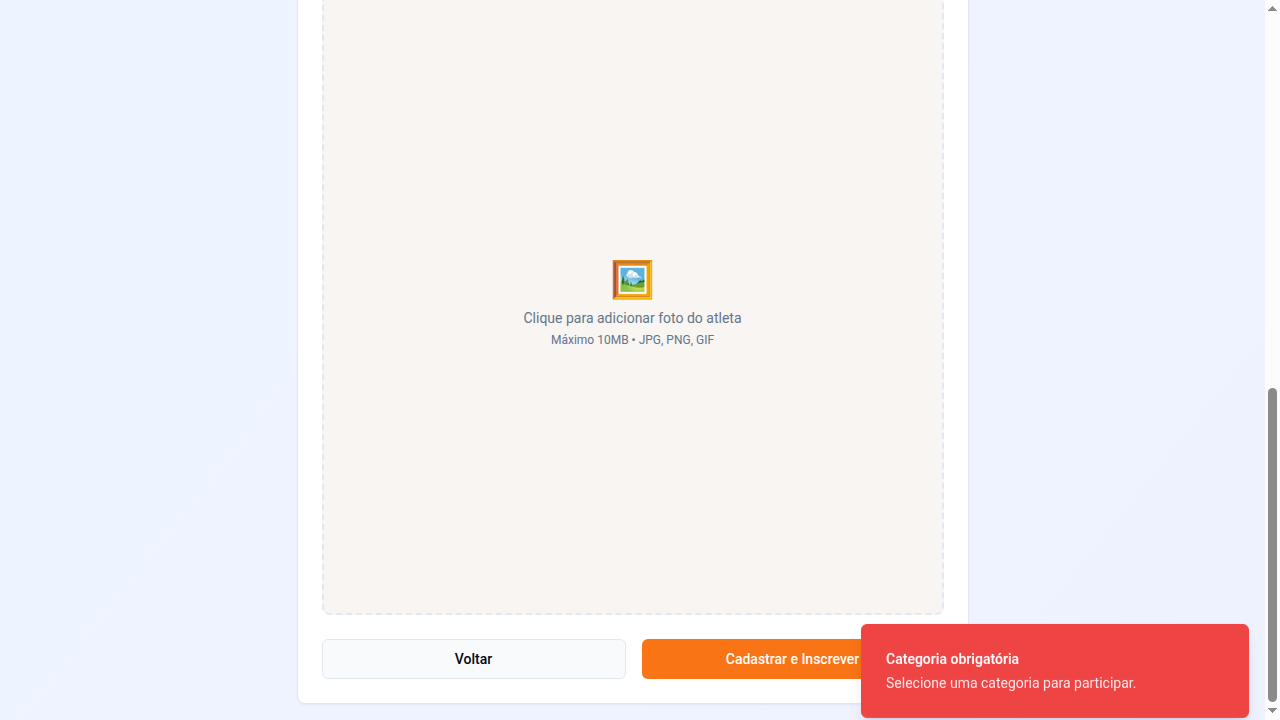 Clique para adicionar foto do atleta
Máximo 10MB • JPG, PNG, GIF
Voltar
Cadastrar e Inscrever
Categoria obrigatória
Selecione uma categoria para participar.